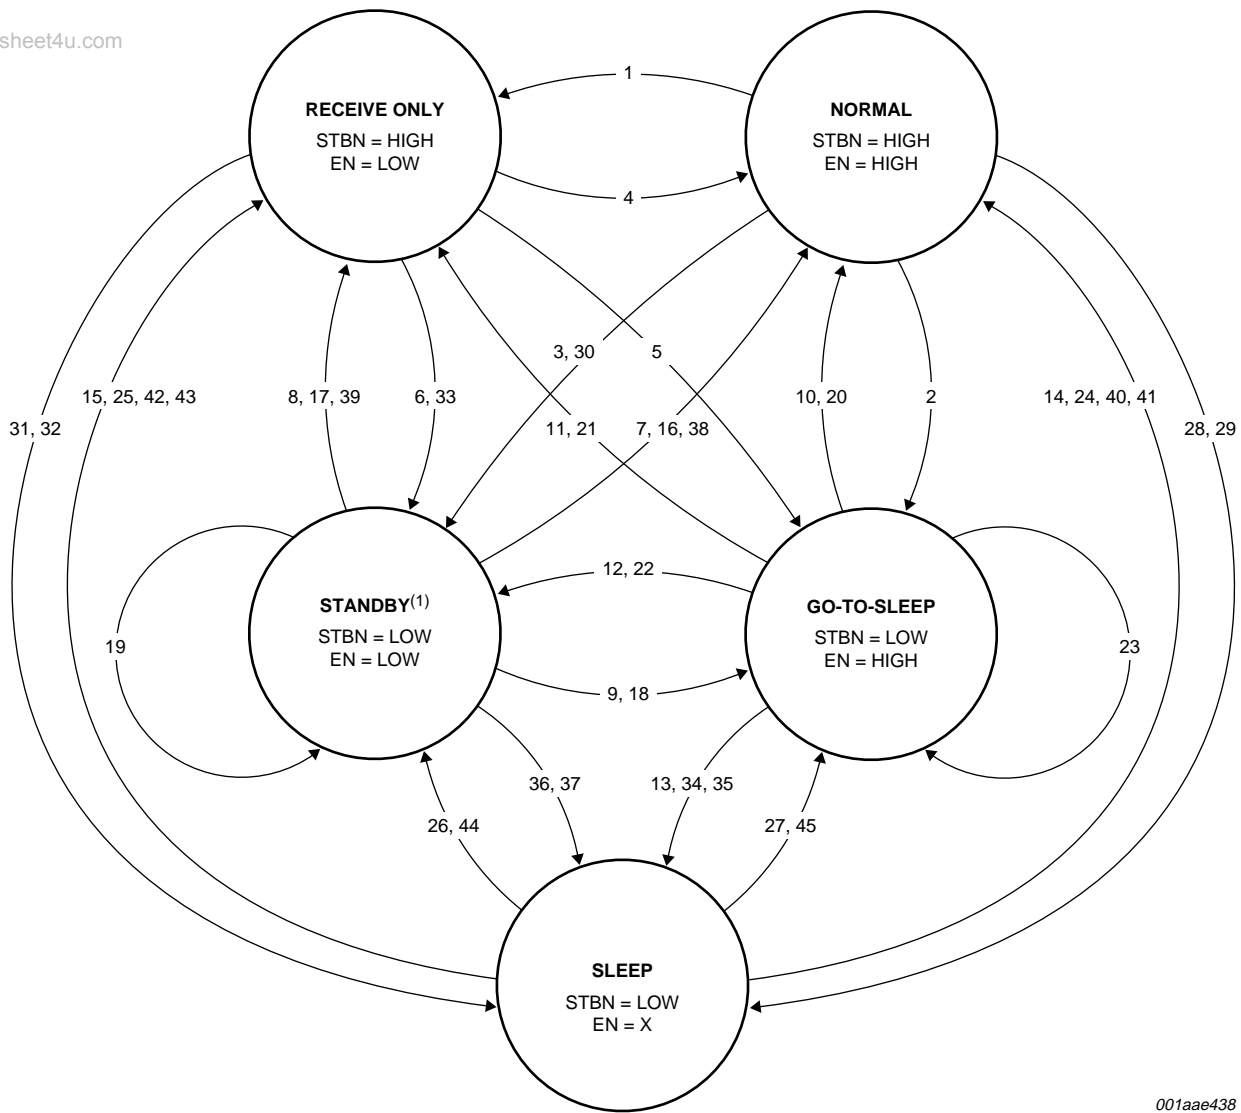 sheet4u.com
1
RECEIVE ONLY
STBN = HIGH
EN = LOW
NORMAL
STBN = HIGH
EN = HIGH
4
3, 30
5
15, 25, 42, 43
8, 17, 39
6, 33
10, 20
2
14, 24, 40, 41
31, 32
11, 21
7, 16, 38
28, 29
12, 22
STANDBY(1)
STBN = LOW
EN = LOW
GO-TO-SLEEP
STBN = LOW
EN = HIGH
19
23
9, 18
36, 37
13, 34, 35
26, 44
27, 45
SLEEP
STBN = LOW
EN = X
001aae438